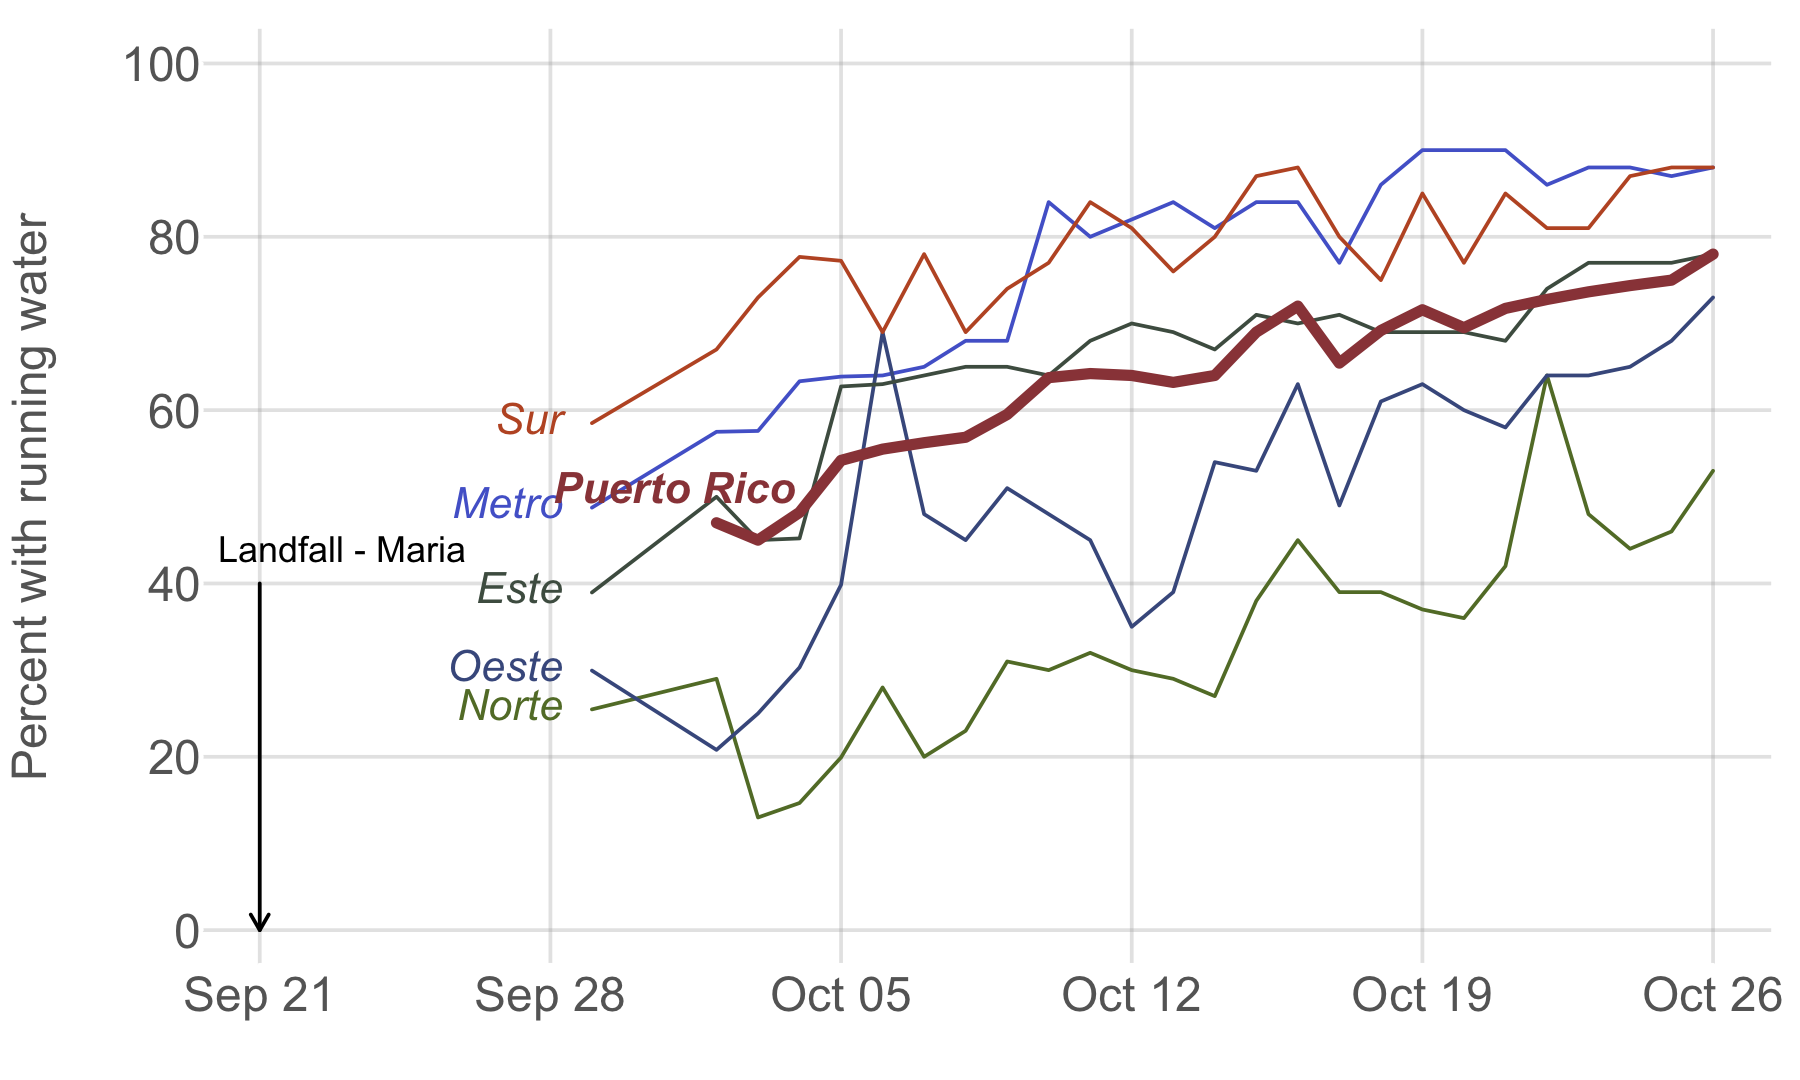 Percent with running water
100
80
60
40
20
0
Sur
Puerto Rico
Metro
Landfall - Maria
Este
Oeste
Norte
Sep 21
Sep 28
Oct 05
Oct 12
Oct 19
Oct 26